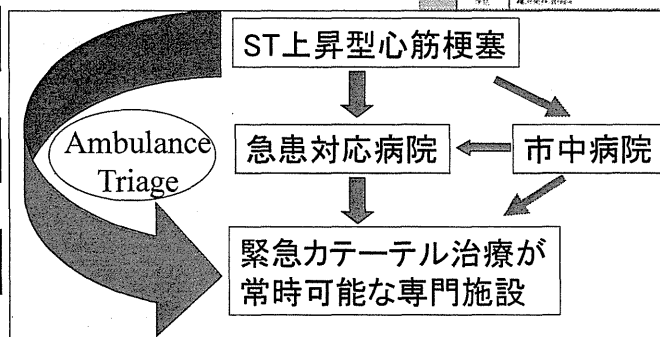 ST上昇型心筋梗塞
Ambulance
Triage
急患対応病院
市中病院
緊急カテーテル治療が
常時可能な専門施設